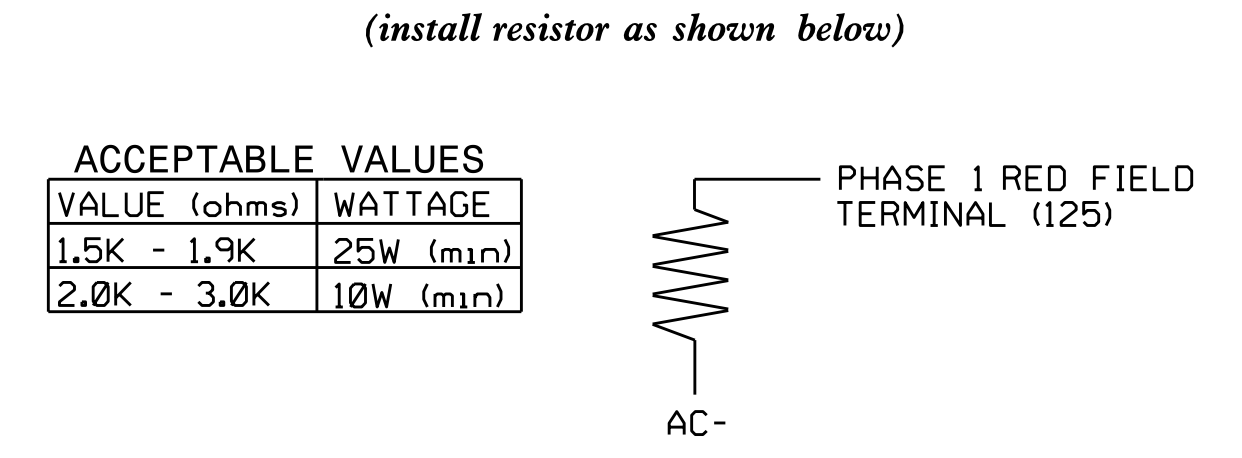 (install resistor as shown below)
ACCEPTABLE VALUES
VALUE (ohms) WATTAGE
1.5K - 1.9K 25W (min)
2.0K - 3.0K 10W (min)
PHASE 1 RED FIELD
TERMINAL (125)
AC-